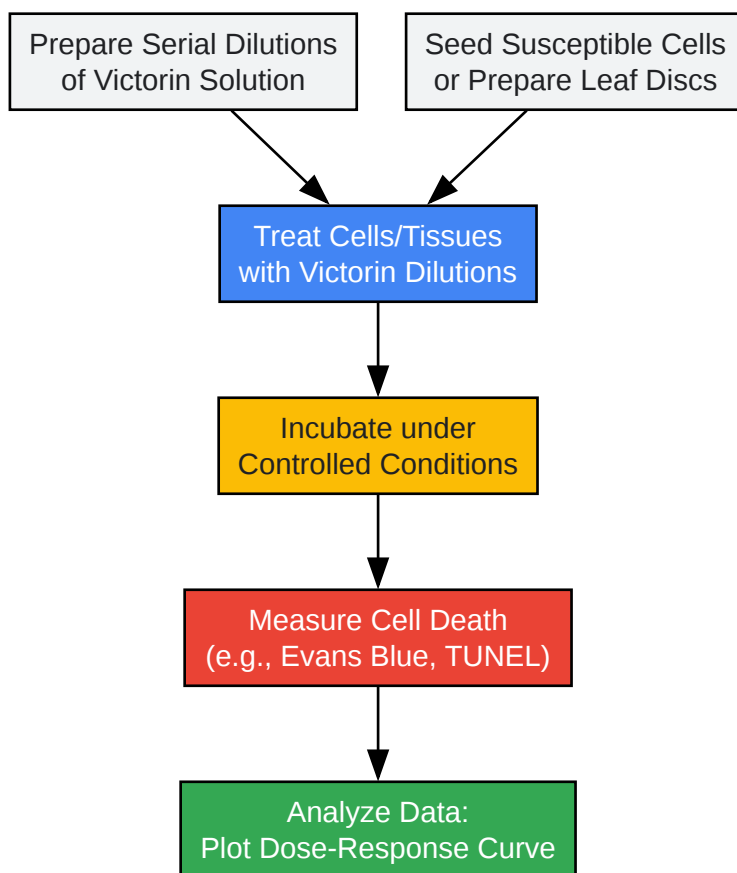 Prepare Serial Dilutions
of Victorin Solution
Seed Susceptible Cells
or Prepare Leaf Discs
Treat Cells/Tissues
with Victorin Dilutions
Incubate under
Controlled Conditions
Measure Cell Death
(e.g., Evans Blue, TUNEL)
Analyze Data:
Plot Dose-Response Curve